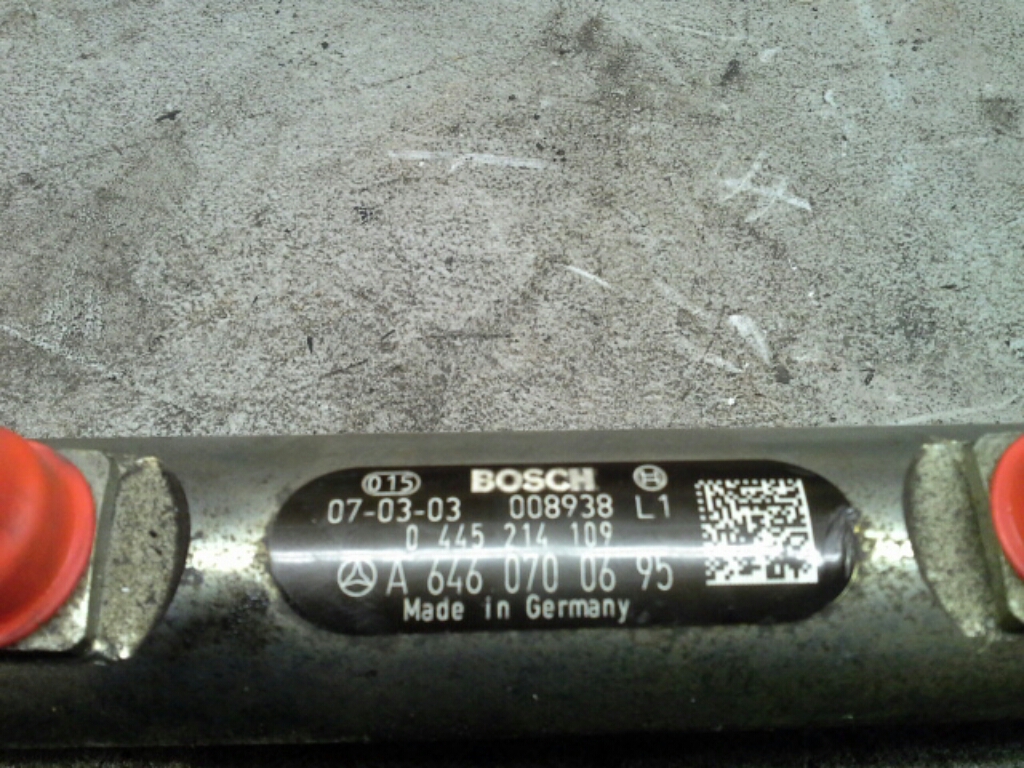 015 BOSCH
07-03-03 008938 L1
0 445 214 109
A 646 070 06 95
Made in Germany